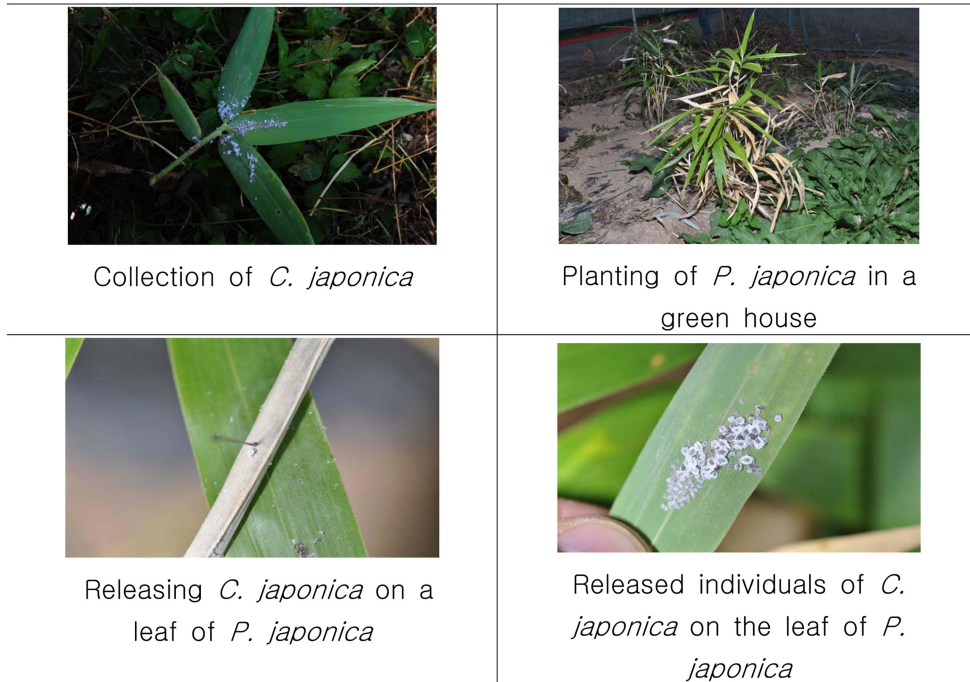 Collection of C. japonica
Planting of P. japonica in a
green house
Releasing C. japonica on a
leaf of P. japonica
Released individuals of C.
japonica on the leaf of P.
japonica